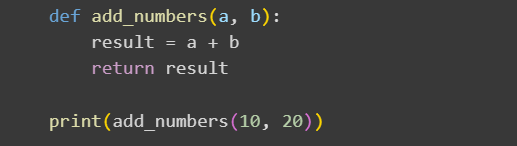 def add_numbers(a, b):
    result = a + b
    return result

print(add_numbers(10, 20))